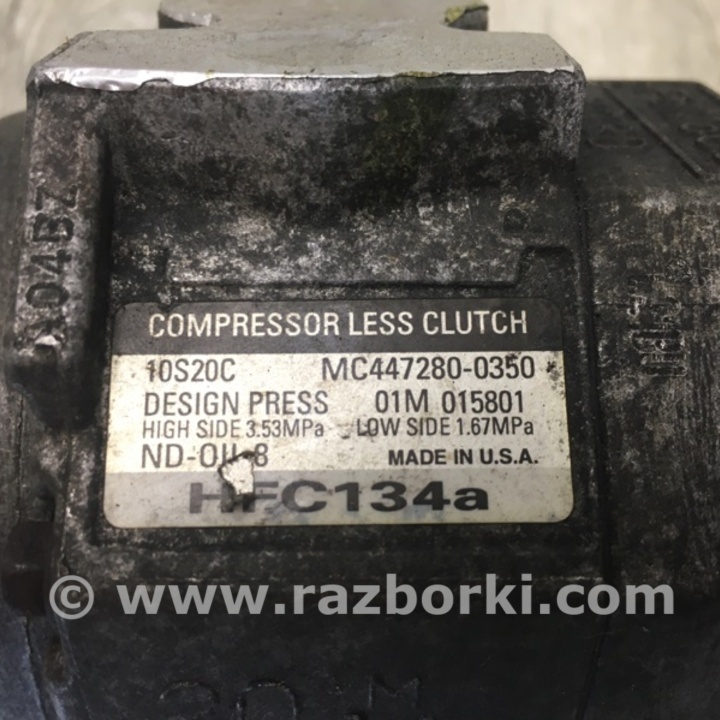 A04BZ
COMPRESSOR LESS CLUTCH
10S20C MC447280-0350
DESIGN PRESS 01M 015801
HIGH SIDE 3.53MPa LOW SIDE 1.67MPa
ND-OIL 8 MADE IN U.S.A.
HFC134a
© www.razborki.com